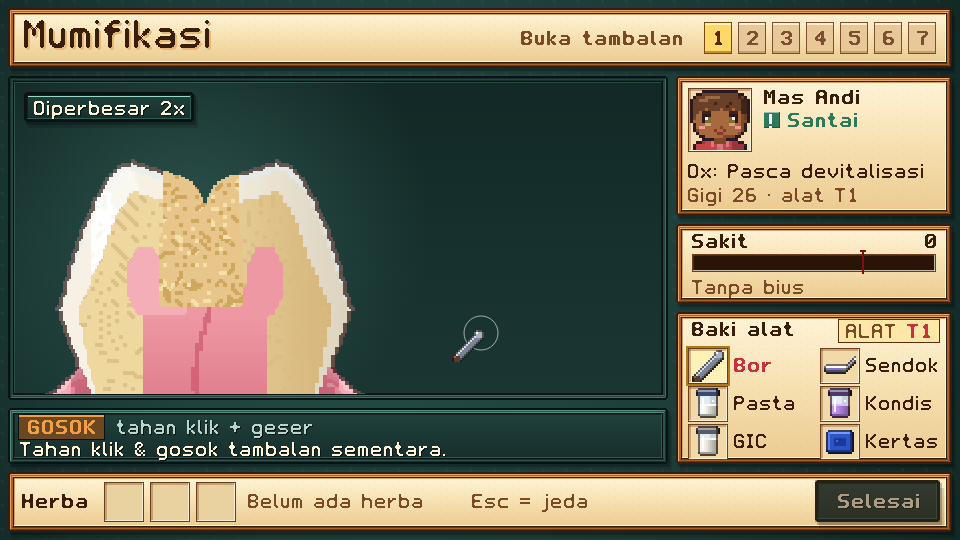 Mumifikasi
Buka tambalan 1 2 3 4 5 6 7
Diperbesar 2x
Mas Andi
Santai
Dx: Pasca devitalisasi
Gigi 26 · alat T1
Sakit 0
Tanpa bius
Baki alat ALAT T1
Bor Sendok
Pasta Kondis
GIC Kertas
GOSOK tahan klik + geser
Tahan klik & gosok tambalan sementara.
Herba Belum ada herba Esc = jeda Selesai